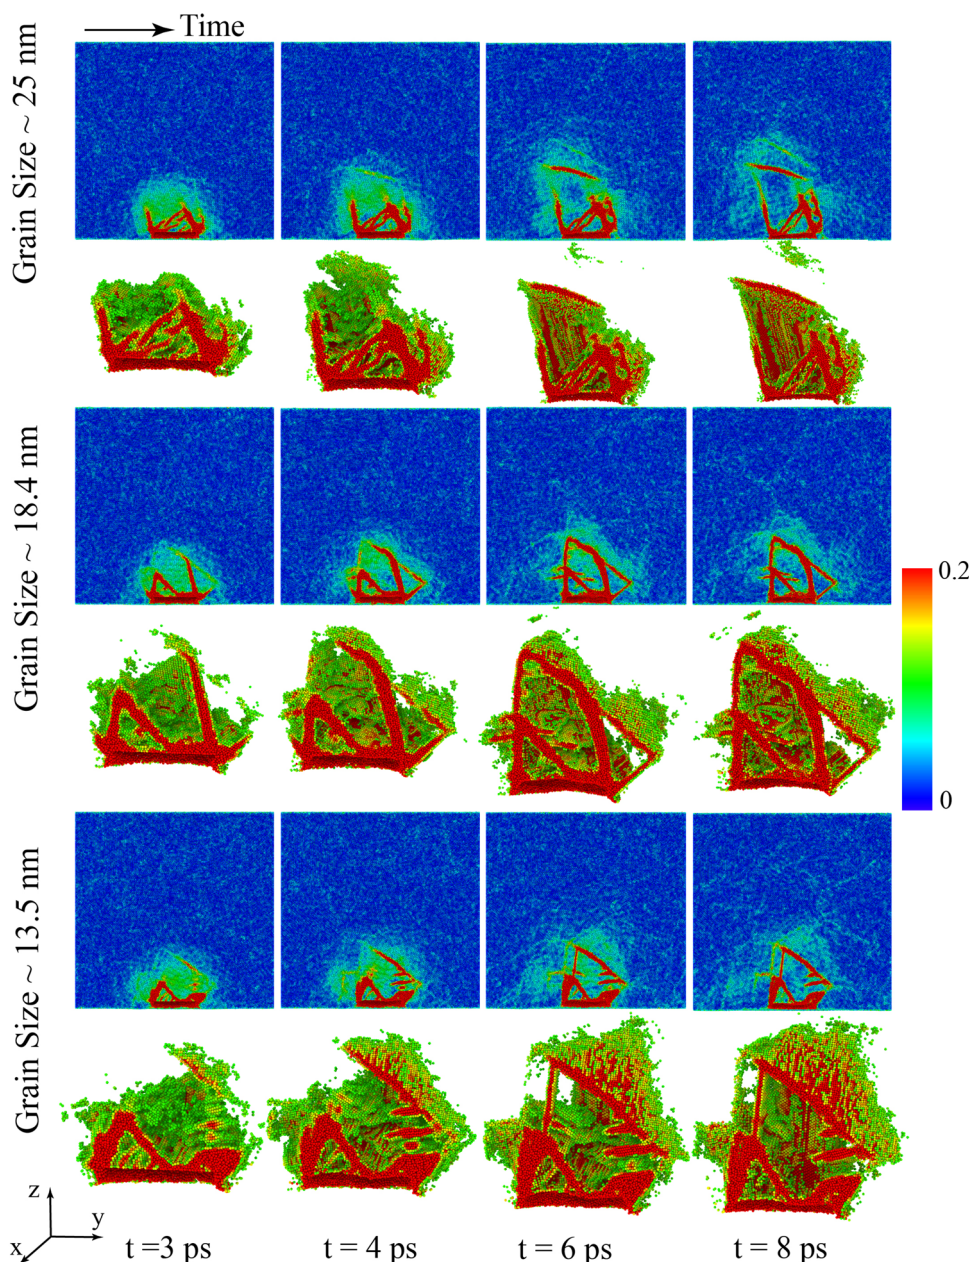 Time
Grain Size ~ 25 nm
Grain Size ~ 18.4 nm
0.2
0
Grain Size ~ 13.5 nm
z
y
x
t =3 ps
t = 4 ps
t = 6 ps
t = 8 ps